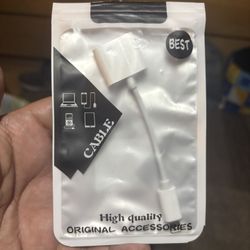 BEST
CABLE
High quality
ORIGINAL ACCESSORIES